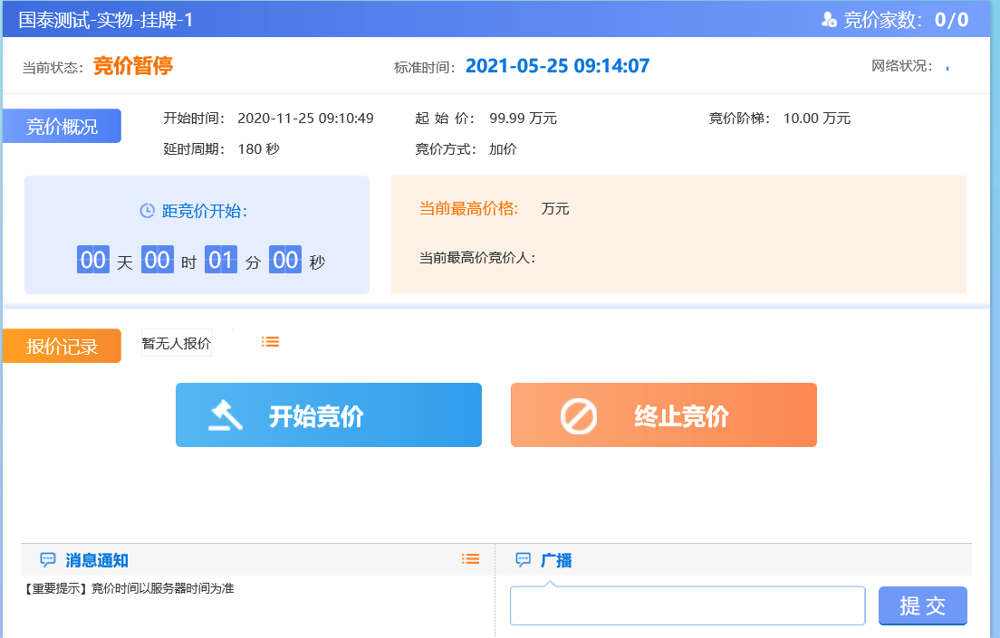 国泰测试-实物-挂牌-1 竞价家数： 0/0
当前状态： 竞价暂停 标准时间： 2021-05-25 09:14:07 网络状况：
竞价概况 开始时间： 2020-11-25 09:10:49 起 始 价： 99.99 万元 竞价阶梯： 10.00 万元
延时周期： 180 秒 竞价方式： 加价
距竞价开始：
00 天 00 时 01 分 00 秒
当前最高价格: 万元
当前最高价竞价人：
报价记录 暂无人报价
开始竞价 终止竞价
消息通知 广播
【重要提示】竞价时间以服务器时间为准
提 交